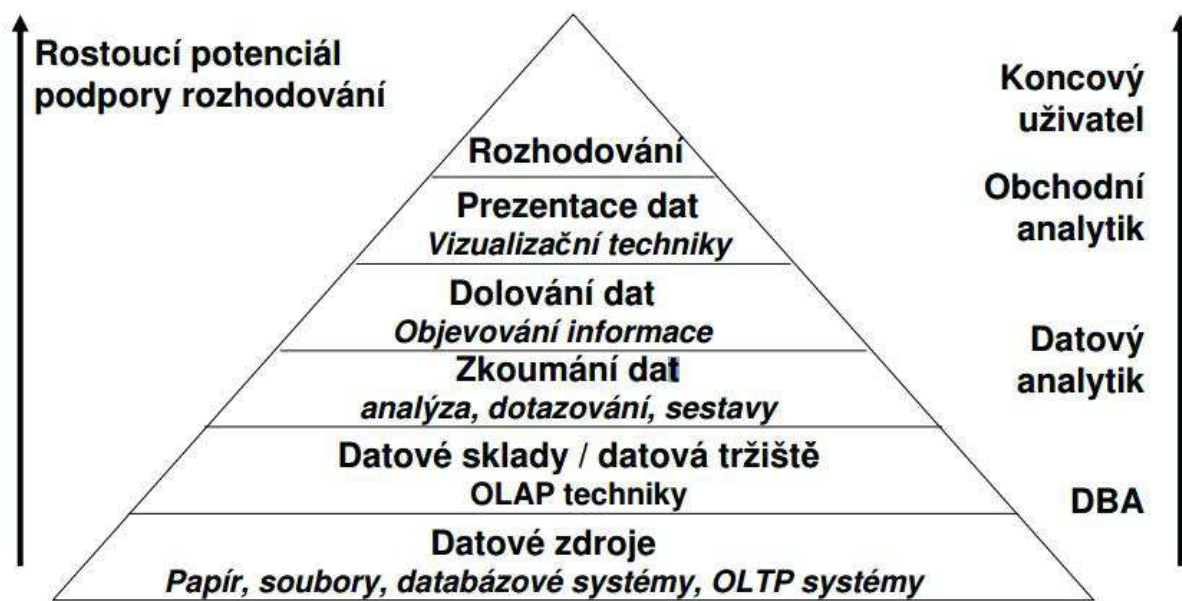 Rostoucí potenciál
podpory rozhodování
Rozhodování
Prezentace dat
Vizualizační techniky
Dolování dat
Objevování informace
Zkoumání dat
analýza, dotazování, sestavy
Datové sklady / datová tržiště
OLAP techniky
Datové zdroje
Papír, soubory, databázové systémy, OLTP systémy
Koncový
uživatel
Obchodní
analytik
Datový
analytik
DBA